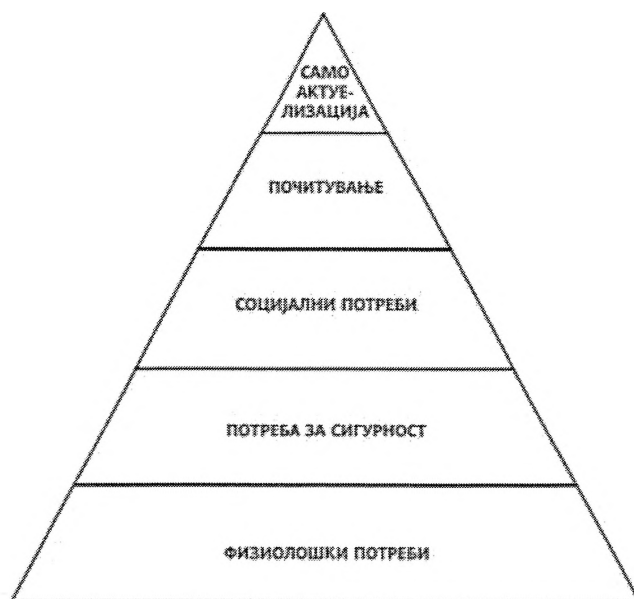 САМО
АКТУЕ-
ЛИЗАЦИЈА
ПОЧИТУВАЊЕ
СОЦИЈАЛНИ ПОТРЕБИ
ПОТРЕБА ЗА СИГУРНОСТ
ФИЗИОЛОШКИ ПОТРЕБИ